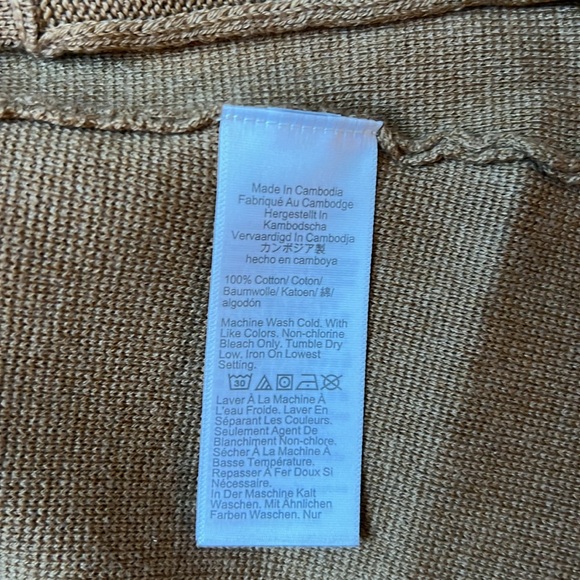 Made In Cambodia
Fabriqué Au Cambodge
Hergestellt In
Kambodscha
Vervaardigd In Cambodja
カンボジア製
hecho en camboya
100% Cotton/ Coton/
Baumwolle/ Katoen/ 綿/
algodón
Machine Wash Cold. With
Like Colors. Non-chlorine
Bleach Only. Tumble Dry
Low. Iron On Lowest
Setting.
30
Laver À La Machine À
L'eau Froide. Laver En
Séparant Les Couleurs.
Seulement Agent De
Blanchiment Non-chlore.
Sécher À La Machine À
Basse Température.
Repasser À Fer Doux Si
Nécessaire.
In Der Maschine Kalt
Waschen. Mit Ähnlichen
Farben Waschen. Nur